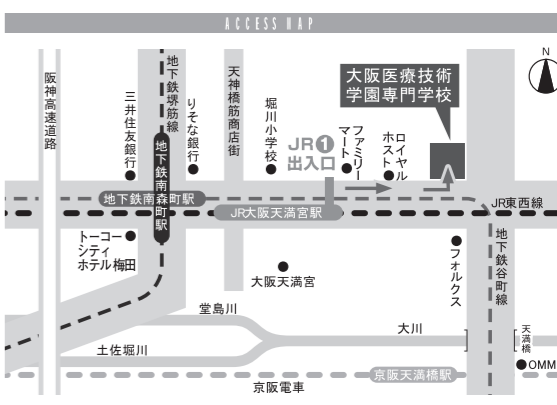 ACCESS MAP
N
阪神高速道路
三井住友銀行
地下鉄堺筋線
りそな銀行
天神橋筋商店街
堀川小学校
JR①
出入口
ファミリー
マート
ロイヤル
ホスト
大阪医療技術
学園専門学校
地下鉄南森町駅
地下鉄南森町駅
JR大阪天満宮駅
JR東西線
トーコー
シティ
ホテル梅田
大阪天満宮
フォルクス
地下鉄谷町線
堂島川
土佐堀川
大川
天満橋
OMM
京阪天満橋駅
京阪電車